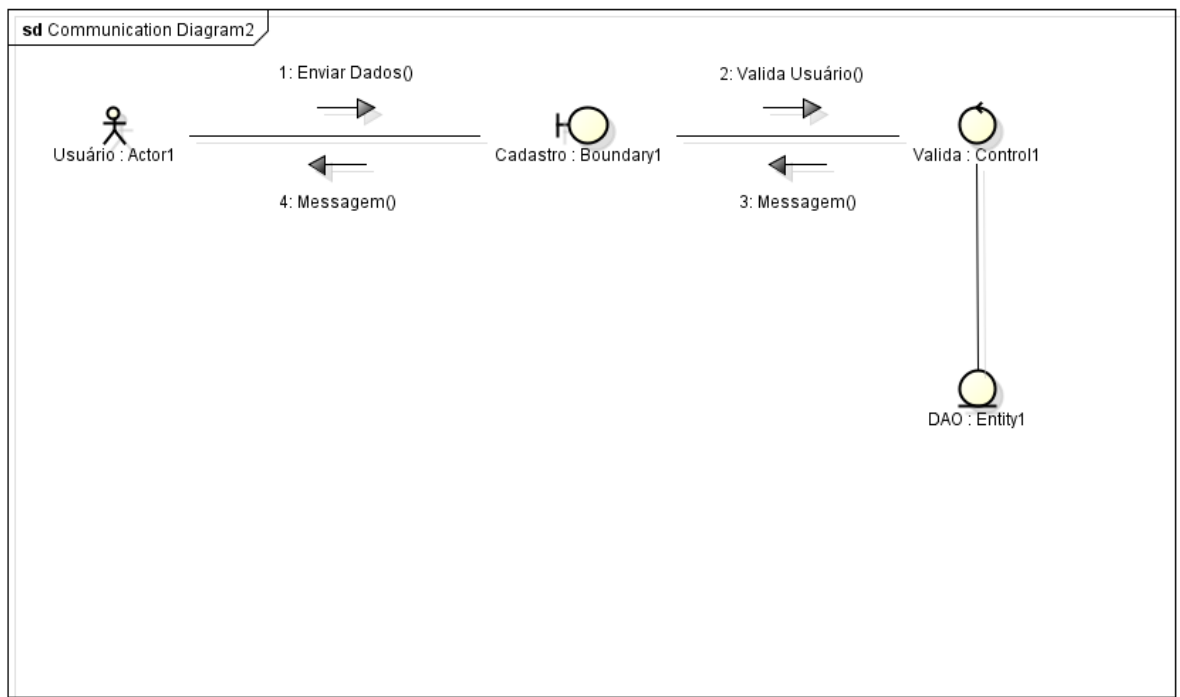 sd Communication Diagram2
1: Enviar Dados()
2: Valida Usuário()
Usuário : Actor1
Cadastro : Boundary1
Valida : Control1
4: Messagem()
3: Messagem()
DAO : Entity1